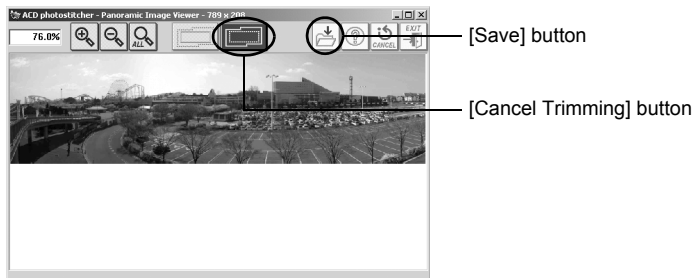 ACD photostitcher - Panoramic Image Viewer - 789 x 208
76.0%
ALL
CANCEL
EXIT
[Save] button
[Cancel Trimming] button